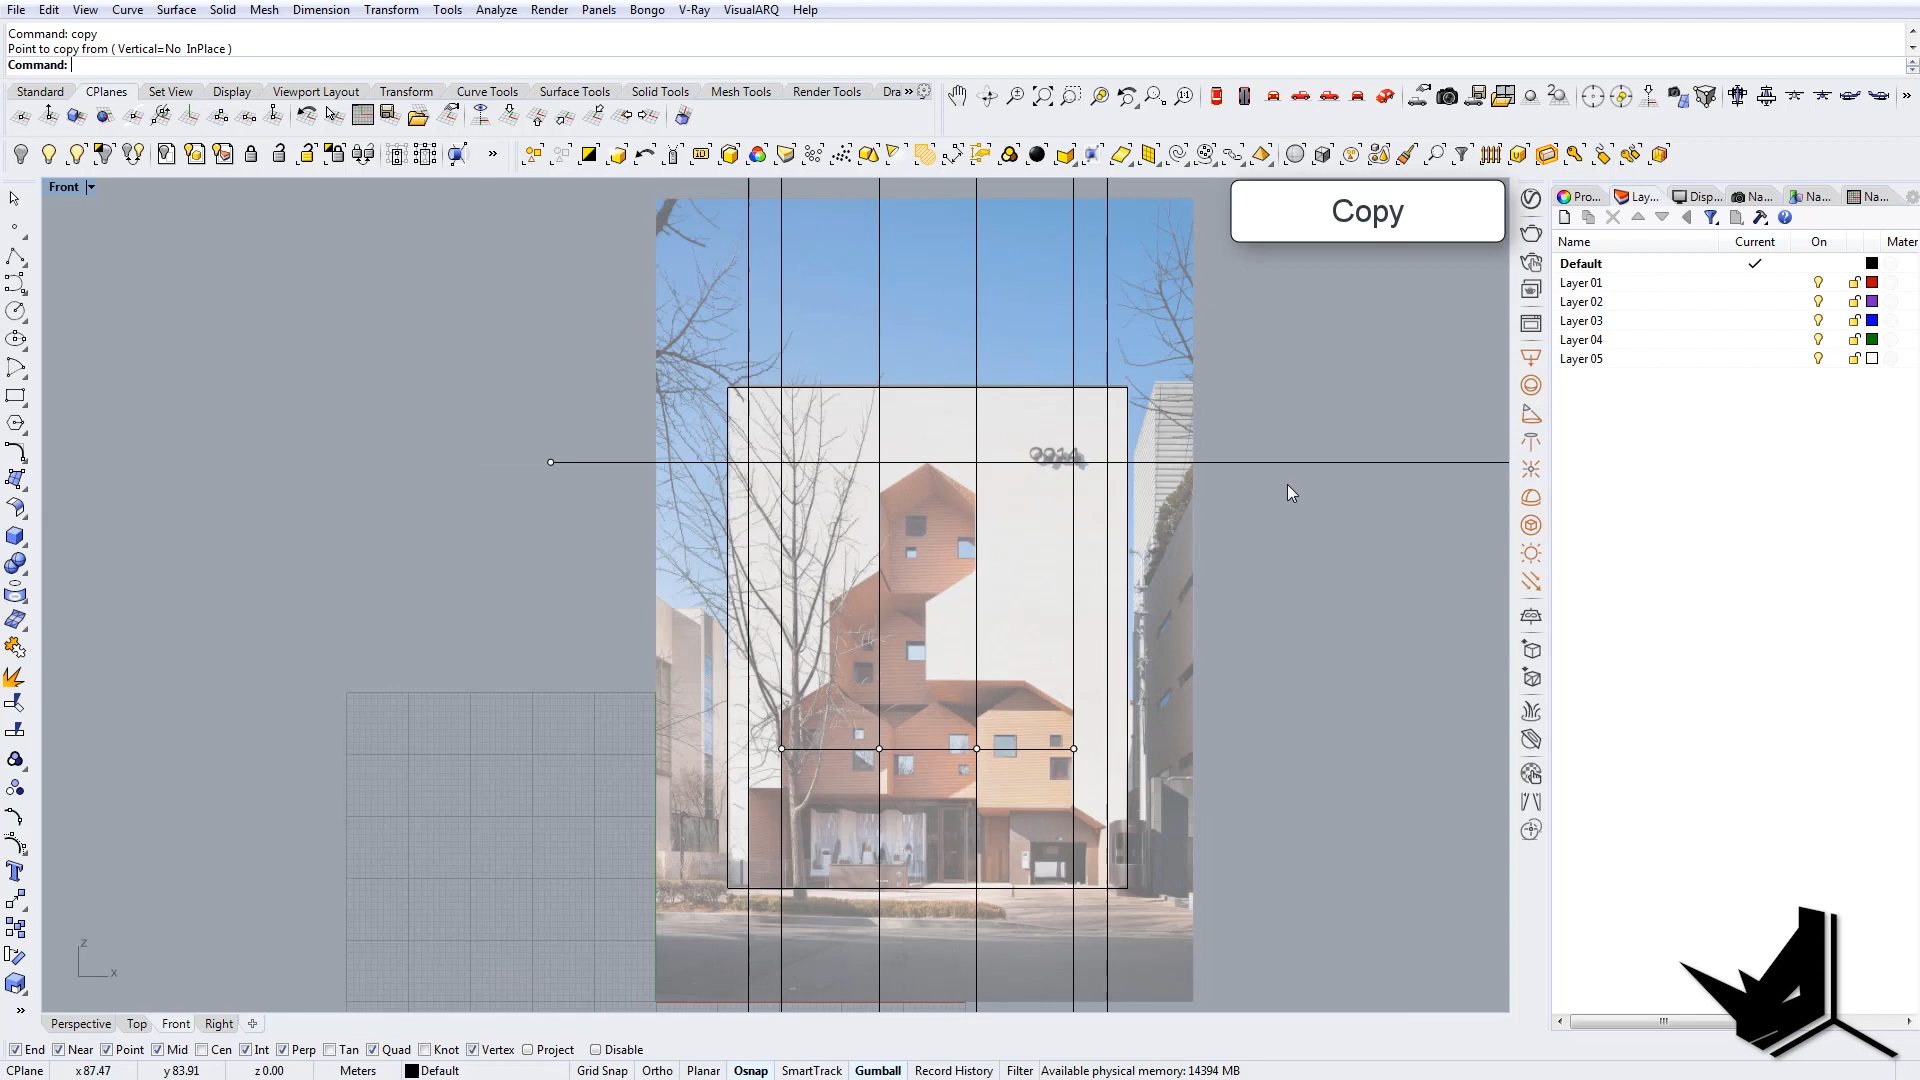 File Edit View Curve Surface Solid Mesh Dimension Transform Tools Analyze Render Panels Bongo V-Ray VisualARQ Help
Command: copy
Point to copy from ( Vertical=No InPlace )
Command:
Standard CPlanes Set View Display Viewport Layout Transform Curve Tools Surface Tools Solid Tools Mesh Tools Render Tools Dra »
Front
Copy
Pro... Lay... Disp... Na... Na... Na...
Name Current On Mater
Default
Layer 01
Layer 02
Layer 03
Layer 04
Layer 05
z
x
Perspective Top Front Right
End Near Point Mid Cen Int Perp Tan Quad Knot Vertex Project Disable
CPlane x 87.47 y 83.91 z 0.00 Meters Default Grid Snap Ortho Planar Osnap SmartTrack Gumball Record History Filter Available physical memory: 14394 MB